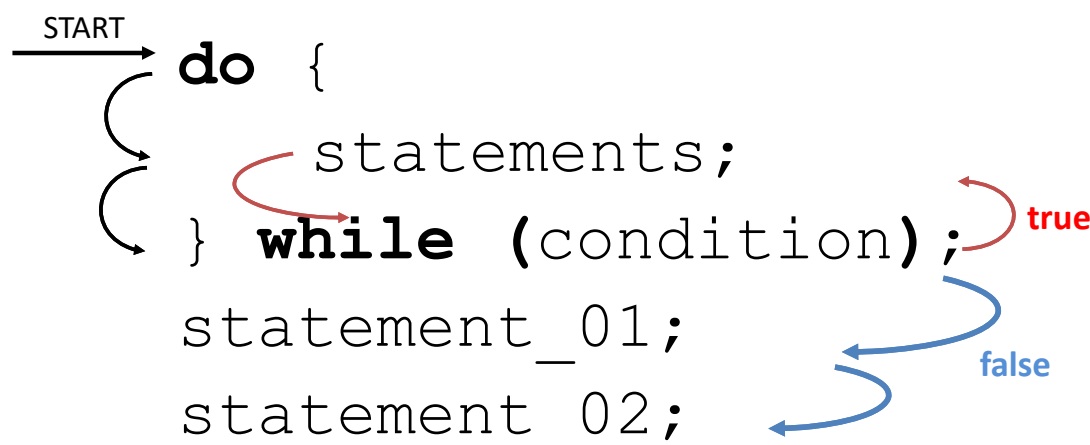 START
do {
statements;
} while (condition);
true
statement_01;
false
statement_02;